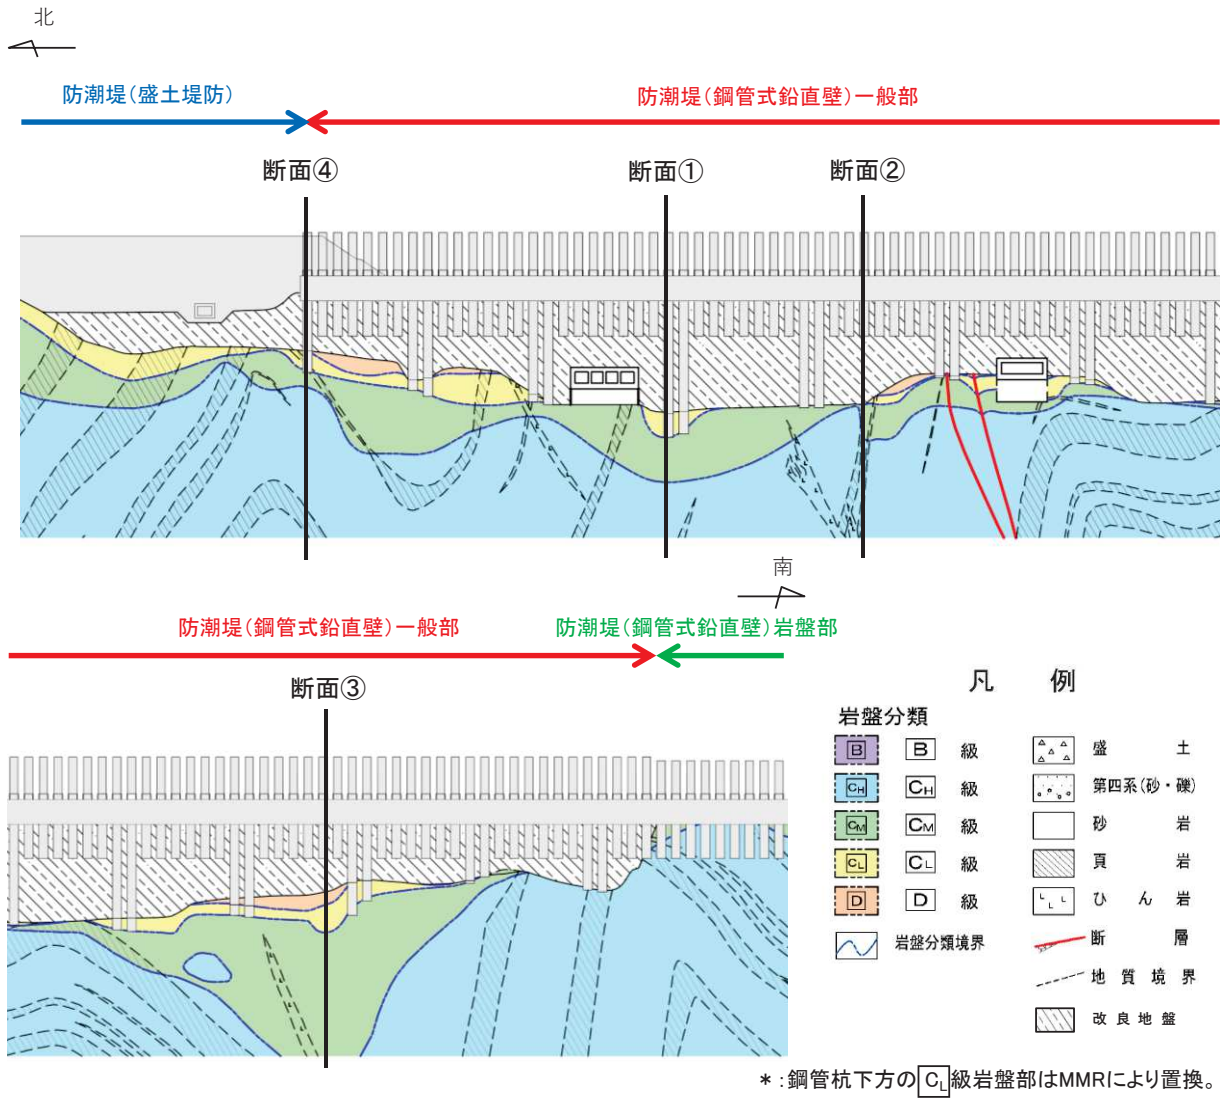 北
防潮堤(盛土堤防)
防潮堤(鋼管式鉛直壁)一般部
断面④
断面①
断面②
南
防潮堤(鋼管式鉛直壁)一般部
防潮堤(鋼管式鉛直壁)岩盤部
断面③
凡 例
岩盤分類
B B 級
CH CH 級
CM CM 級
CL CL 級
D D 級
岩盤分類境界
盛 土
第四系(砂・礫)
砂 岩
頁 岩
ひ ん 岩
断 層
地 質 境 界
改 良 地 盤
*:鋼管杭下方のCL級岩盤部はMMRにより置換。